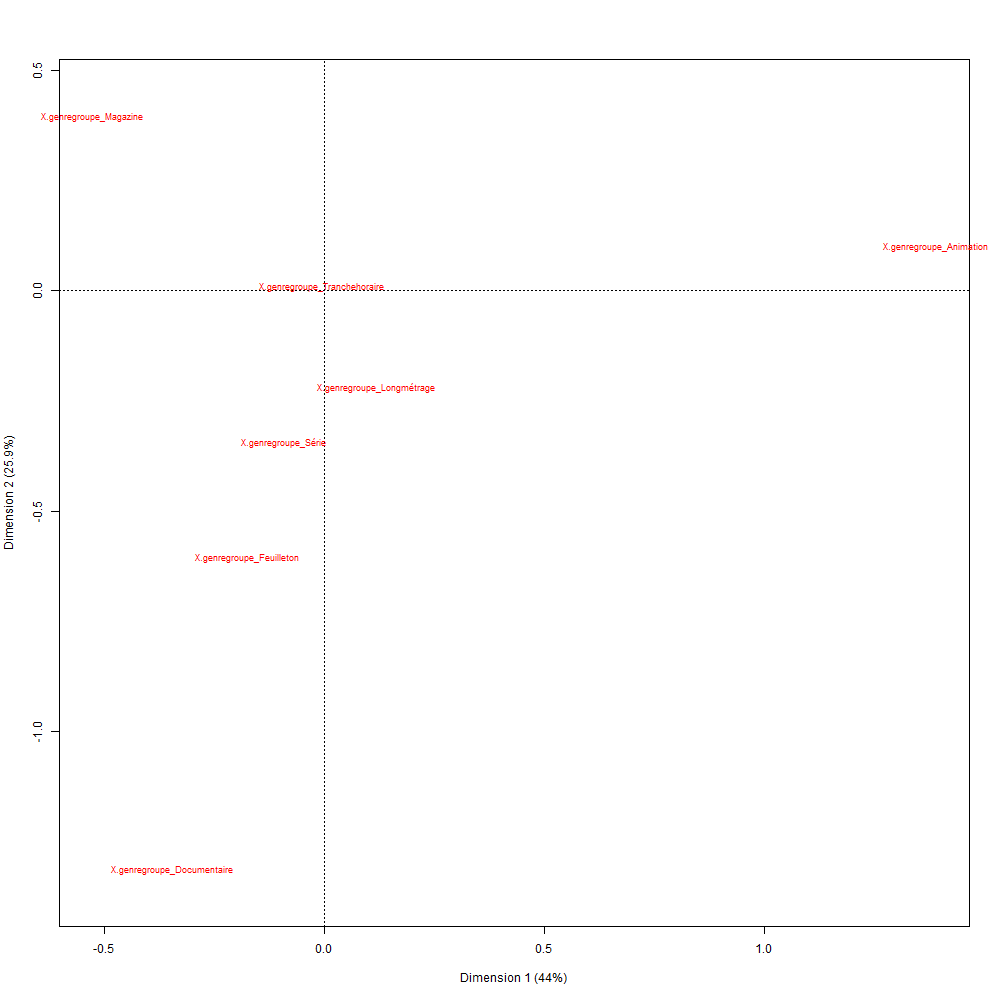 0.5
X.genregroupe_Magazine
X.genregroupe_Animation
0.0
X.genregroupe_Tranchehoraire
X.genregroupe_Longmétrage
X.genregroupe_Série
Dimension 2 (25.9%)
-0.5
X.genregroupe_Feuilleton
-1.0
X.genregroupe_Documentaire
-0.5 0.0 0.5 1.0
Dimension 1 (44%)